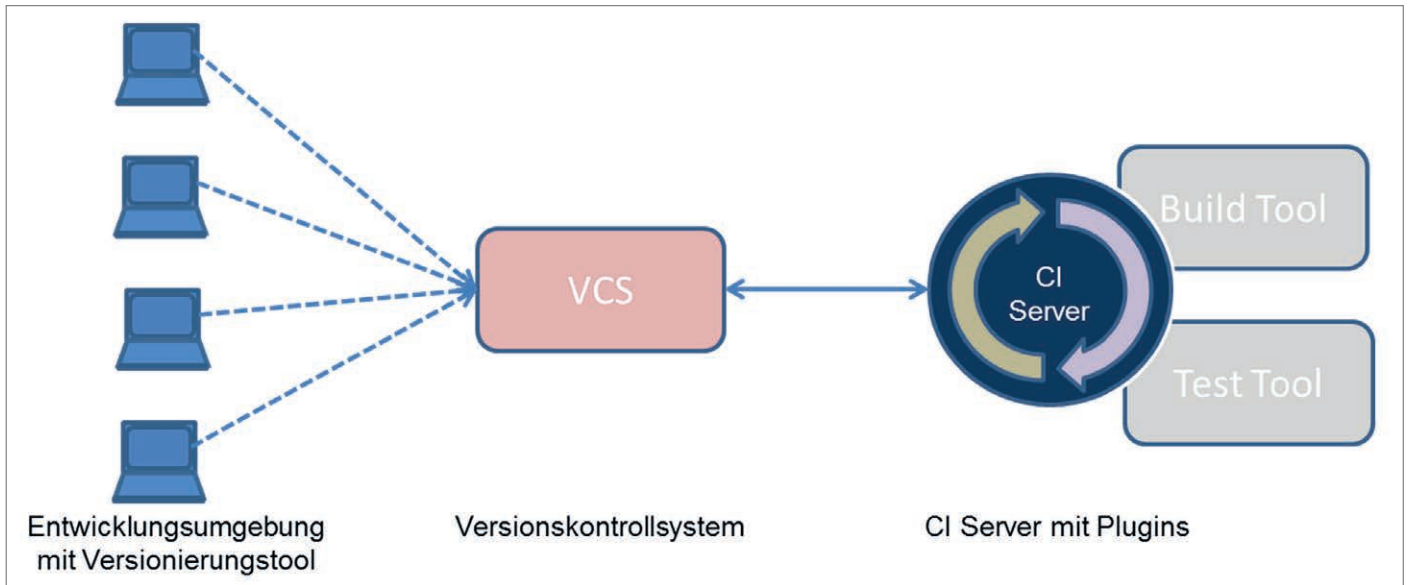 VCS
CI
Server
Build Tool
Test Tool
Entwicklungsumgebung
mit Versionierungstool
Versionskontrollsystem
CI Server mit Plugins